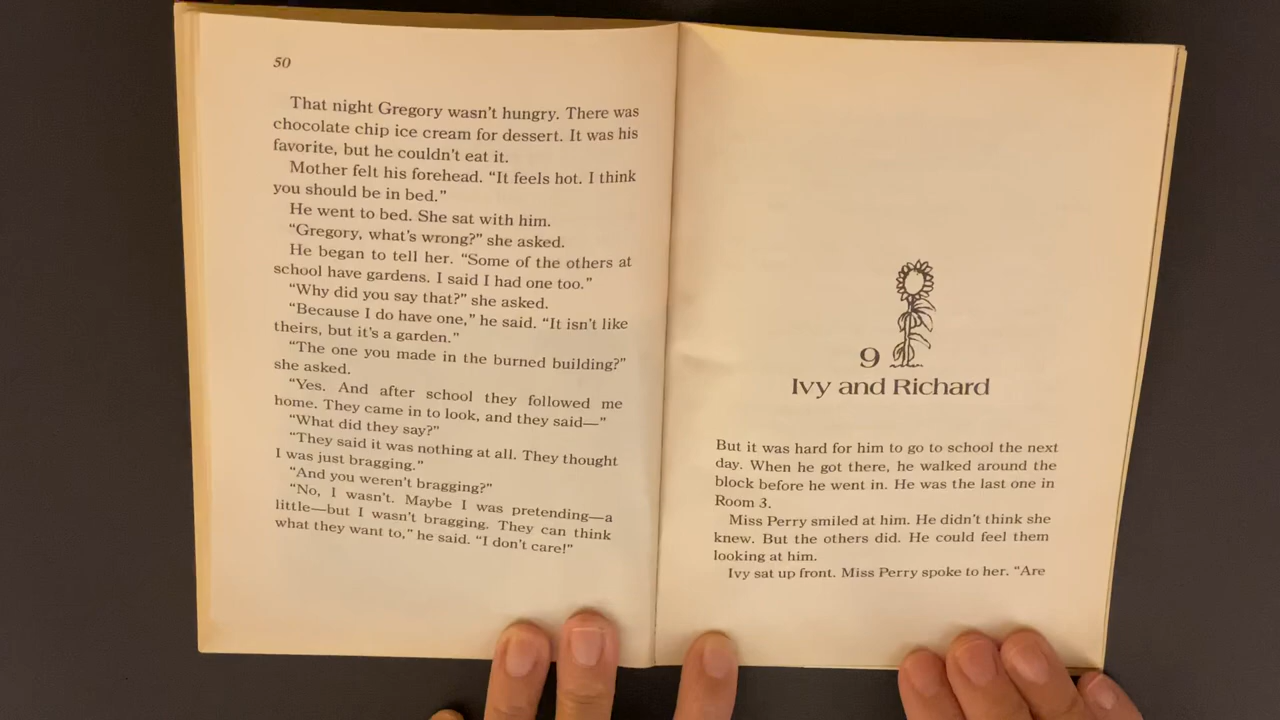 50
That night Gregory wasn't hungry. There was
chocolate chip ice cream for dessert. It was his
favorite, but he couldn't eat it.
Mother felt his forehead. “It feels hot. I think
you should be in bed.”
He went to bed. She sat with him.
“Gregory, what's wrong?” she asked.
He began to tell her. “Some of the others at
school have gardens. I said I had one too.”
“Why did you say that?” she asked.
“Because I do have one,” he said. “It isn't like
theirs, but it's a garden.”
“The one you made in the burned building?”
she asked.
“Yes. And after school they followed me
home. They came in to look, and they said—”
“What did they say?”
“They said it was nothing at all. They thought
I was just bragging.”
“And you weren't bragging?”
“No, I wasn't. Maybe I was pretending—a
little—but I wasn't bragging. They can think
what they want to,” he said. “I don't care!”
9
Ivy and Richard
But it was hard for him to go to school the next
day. When he got there, he walked around the
block before he went in. He was the last one in
Room 3.
Miss Perry smiled at him. He didn't think she
knew. But the others did. He could feel them
looking at him.
Ivy sat up front. Miss Perry spoke to her. “Are